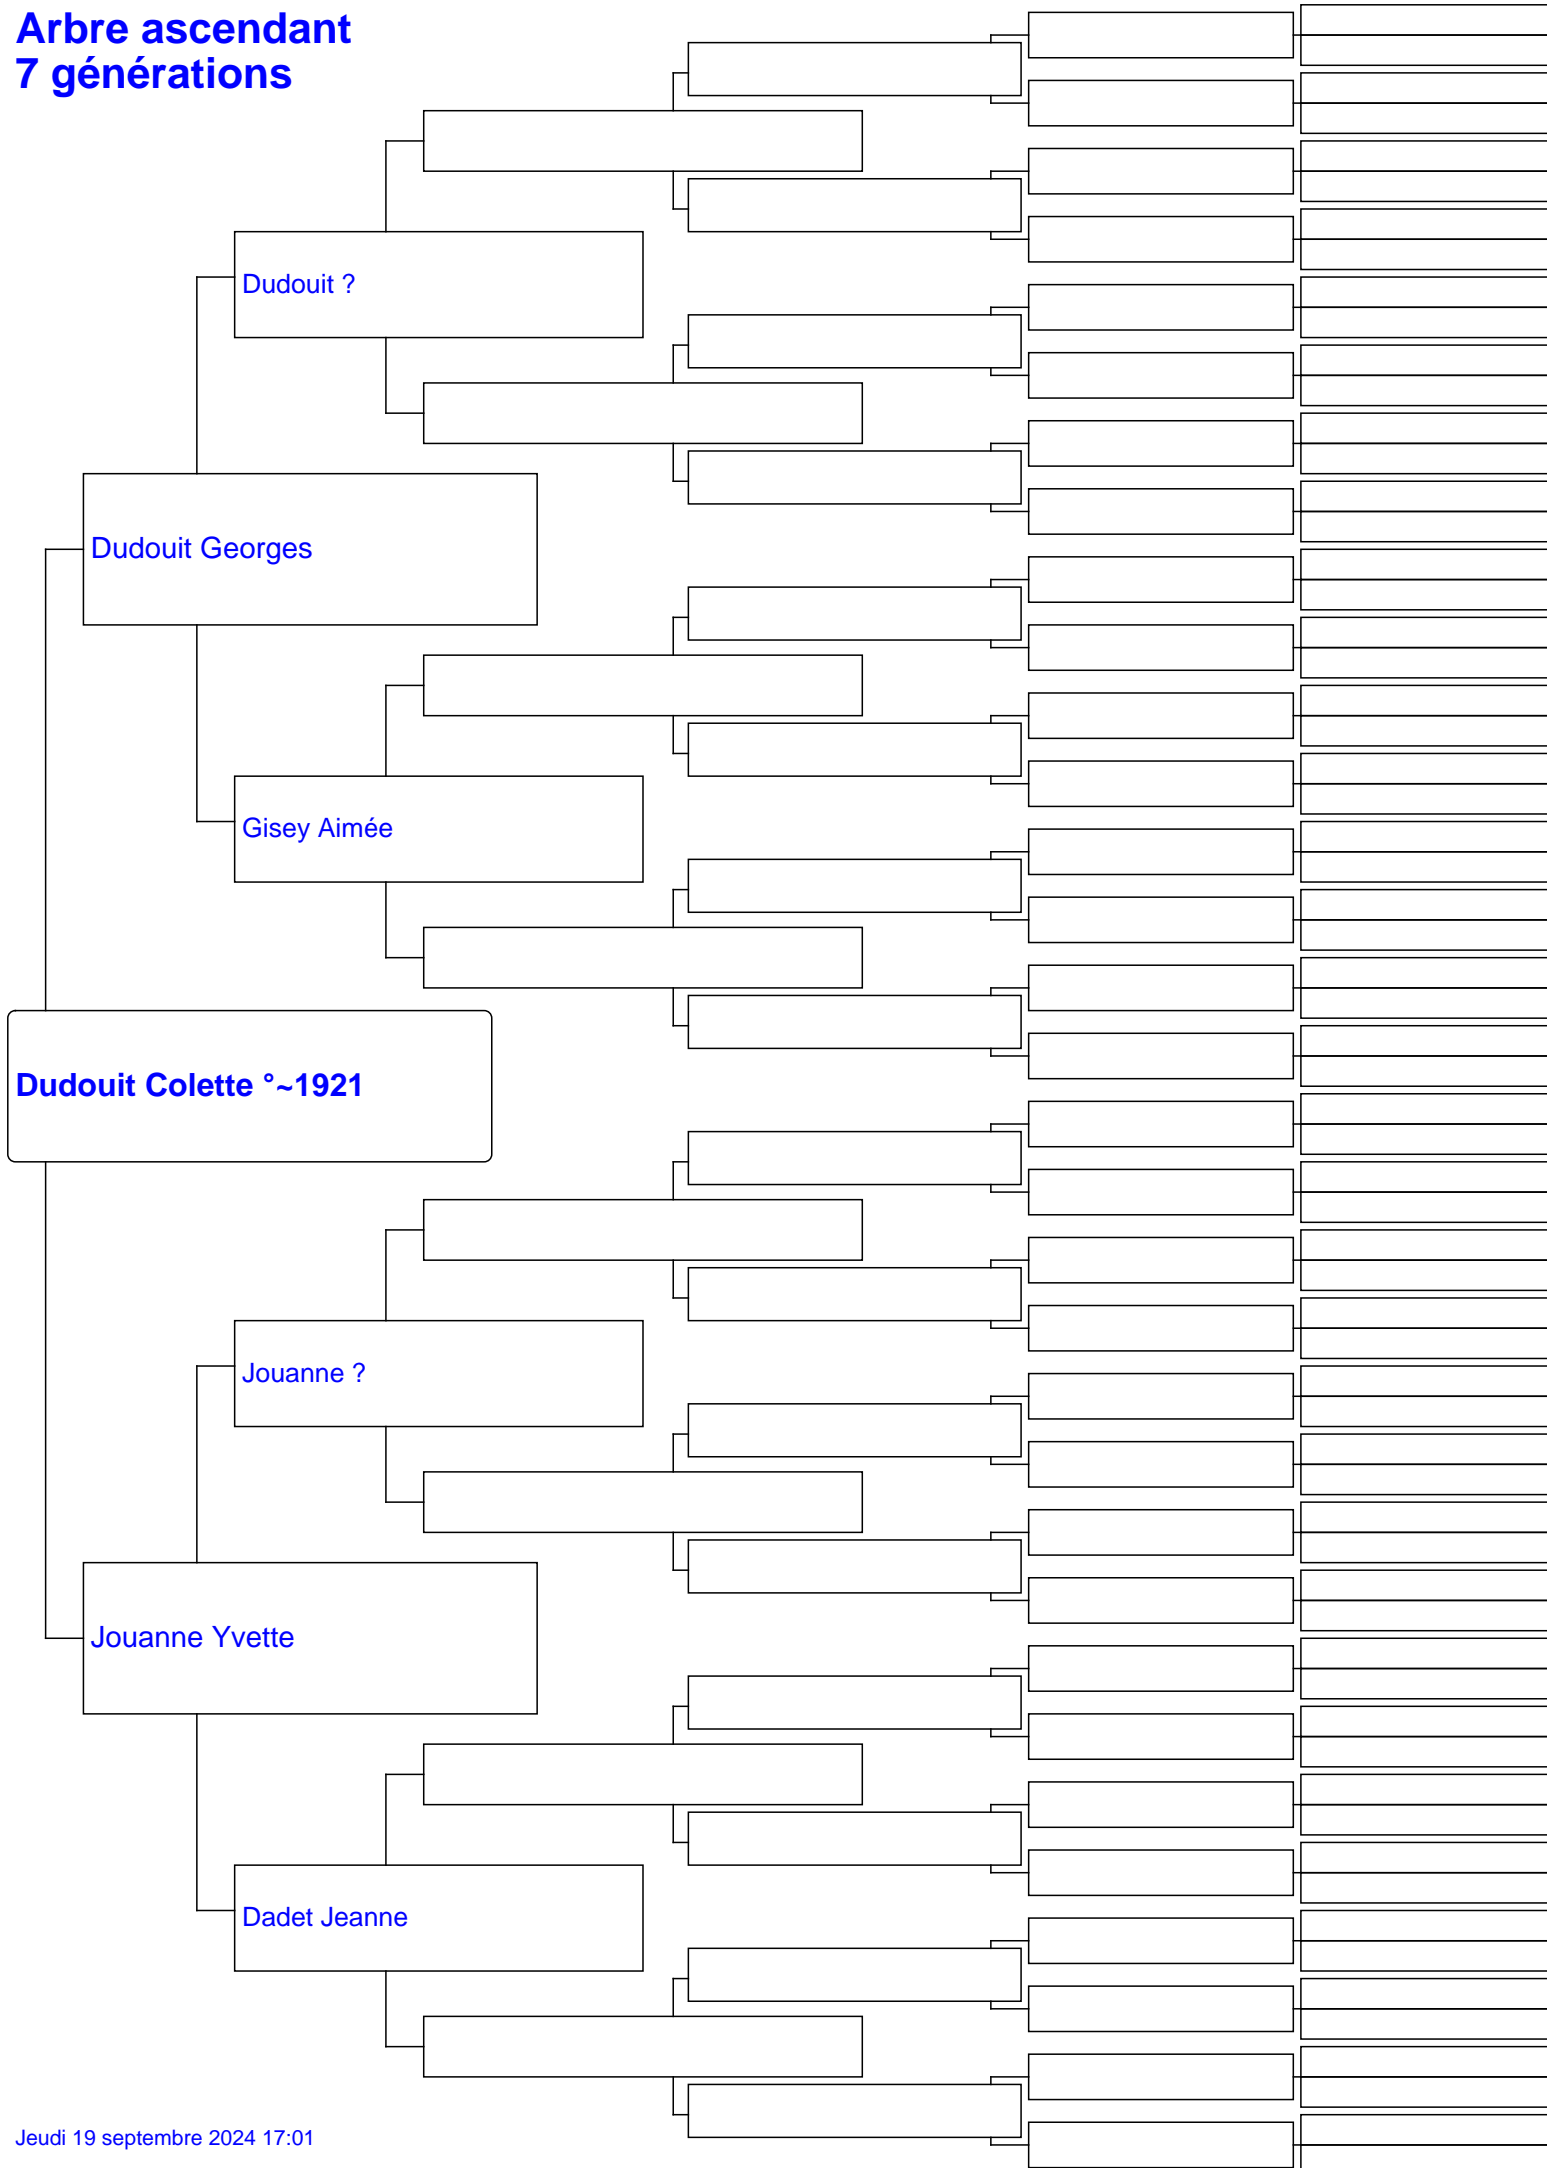 Arbre ascendant
7 générations
Dudouit ?
Dudouit Georges
Gisey Aimée
Dudouit Colette °~1921
Jouanne ?
Jouanne Yvette
Dadet Jeanne
Jeudi 19 septembre 2024 17:01